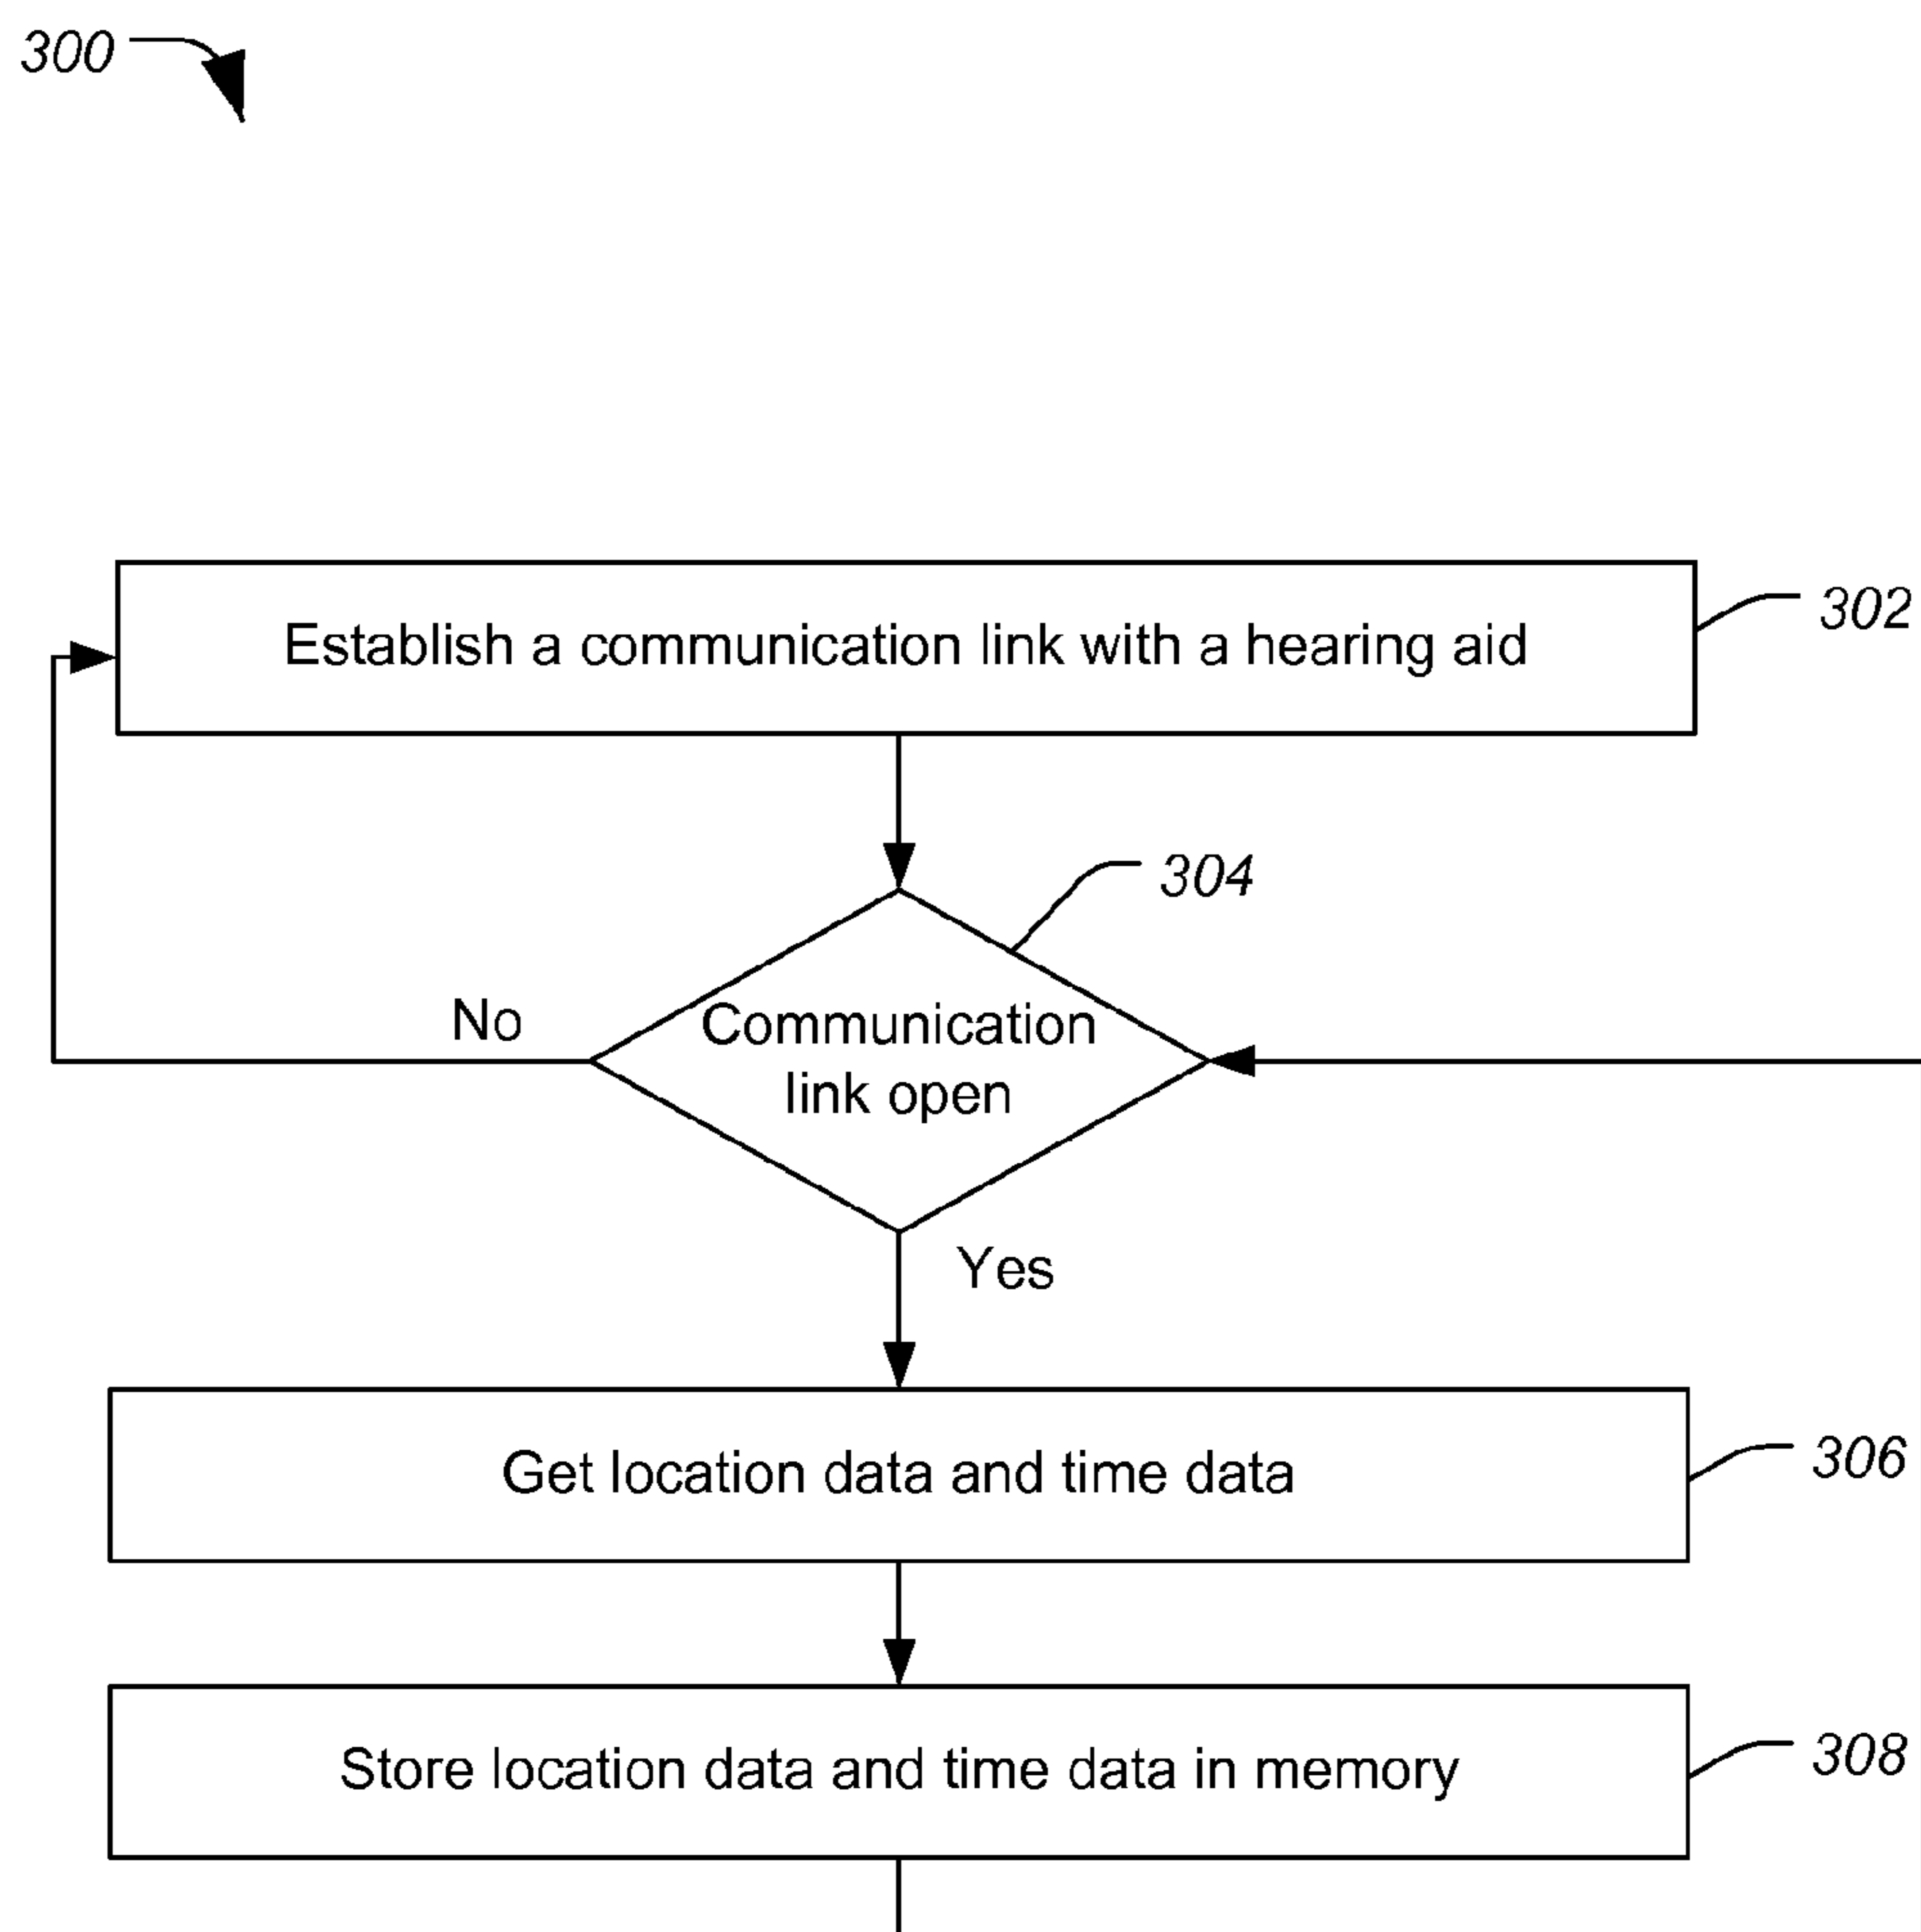 300
Establish a communication link with a hearing aid
302
304
No
Communication
link open
Yes
Get location data and time data
306
Store location data and time data in memory
308